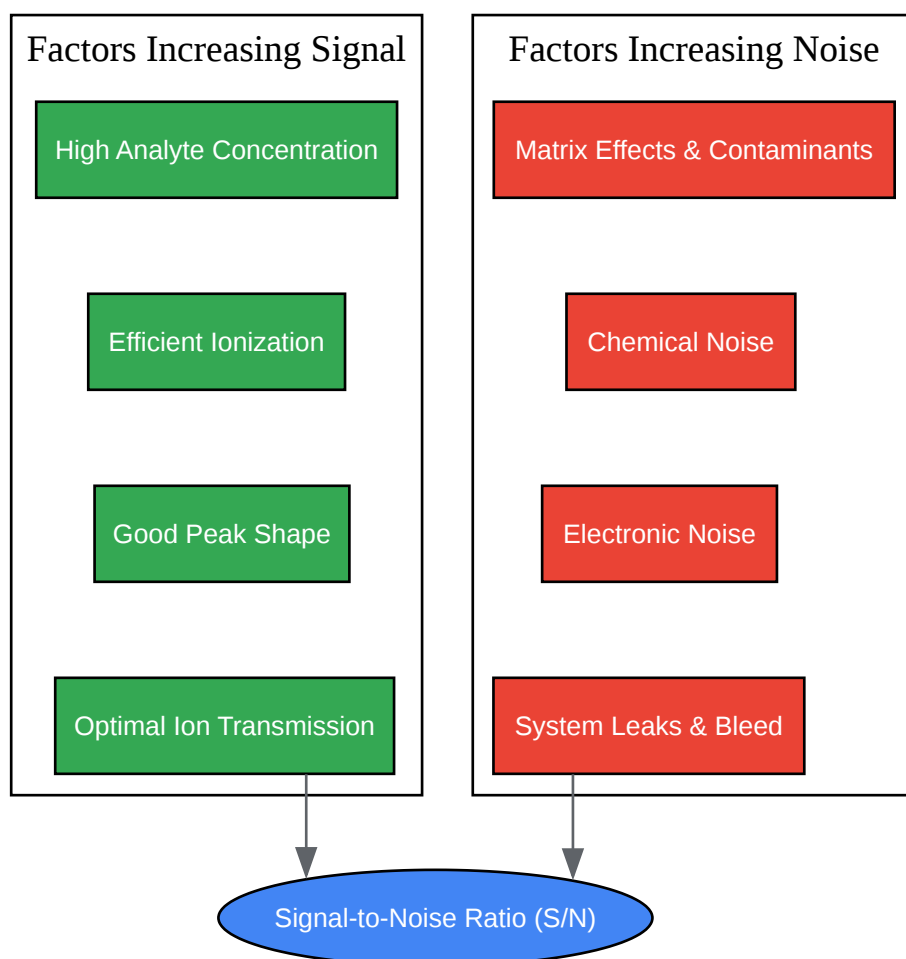 Factors Increasing Signal
High Analyte Concentration
Efficient Ionization
Good Peak Shape
Optimal Ion Transmission
Factors Increasing Noise
Matrix Effects & Contaminants
Chemical Noise
Electronic Noise
System Leaks & Bleed
Signal-to-Noise Ratio (S/N)